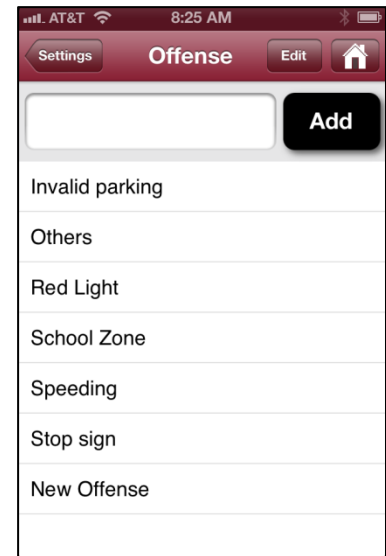 AT&T 8:25 AM
Settings Offense Edit
Add
Invalid parking
Others
Red Light
School Zone
Speeding
Stop sign
New Offense